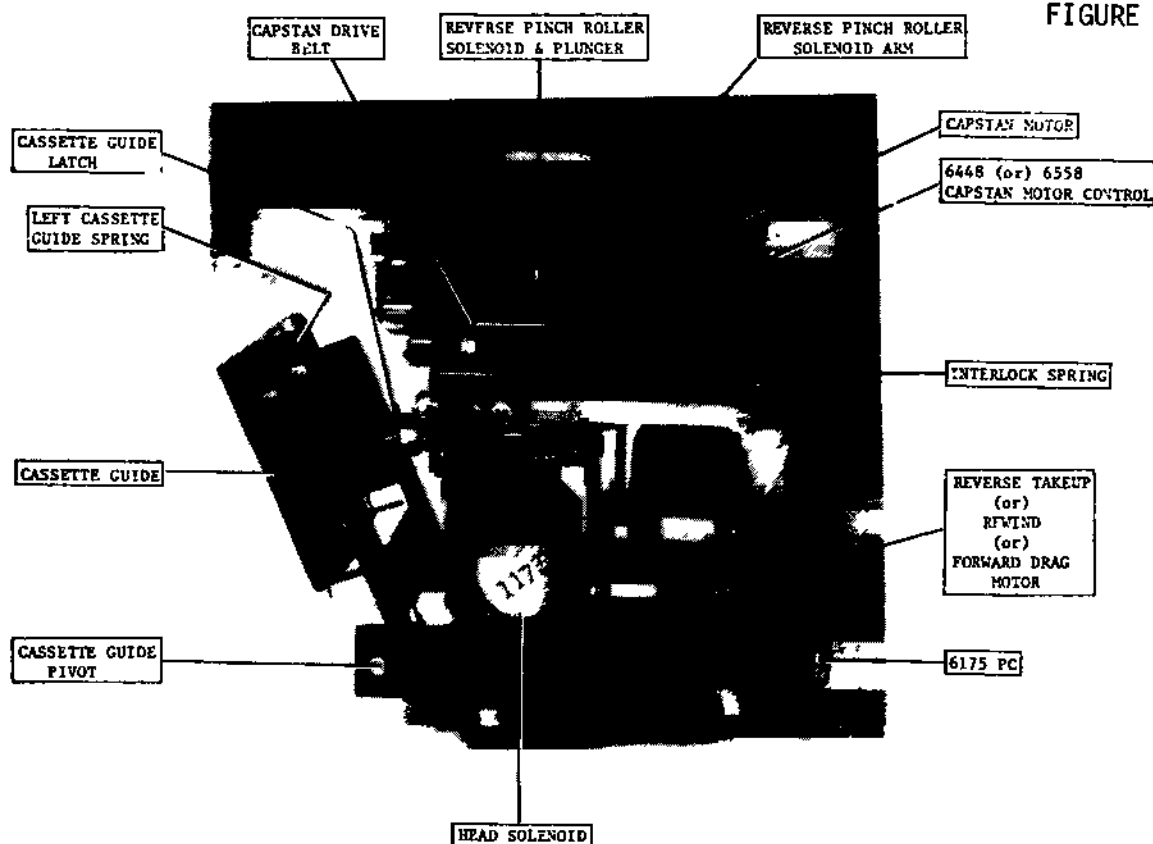 FIGURE
CAPSTAN DRIVE
BELT
REVERSE PINCH ROLLER
SOLENOID & PLUNGER
REVERSE PINCH ROLLER
SOLENOID ARM
CASSETTE GUIDE
LATCH
CAPSTAN MOTOR
6448 (or) 6558
CAPSTAN MOTOR CONTROL
LEFT CASSETTE
GUIDE SPRING
INTERLOCK SPRING
CASSETTE GUIDE
REVERSE TAKEUP
(or)
REWIND
(or)
FORWARD DRAG
MOTOR
CASSETTE GUIDE
PIVOT
6175 PC
HEAD SOLENOID